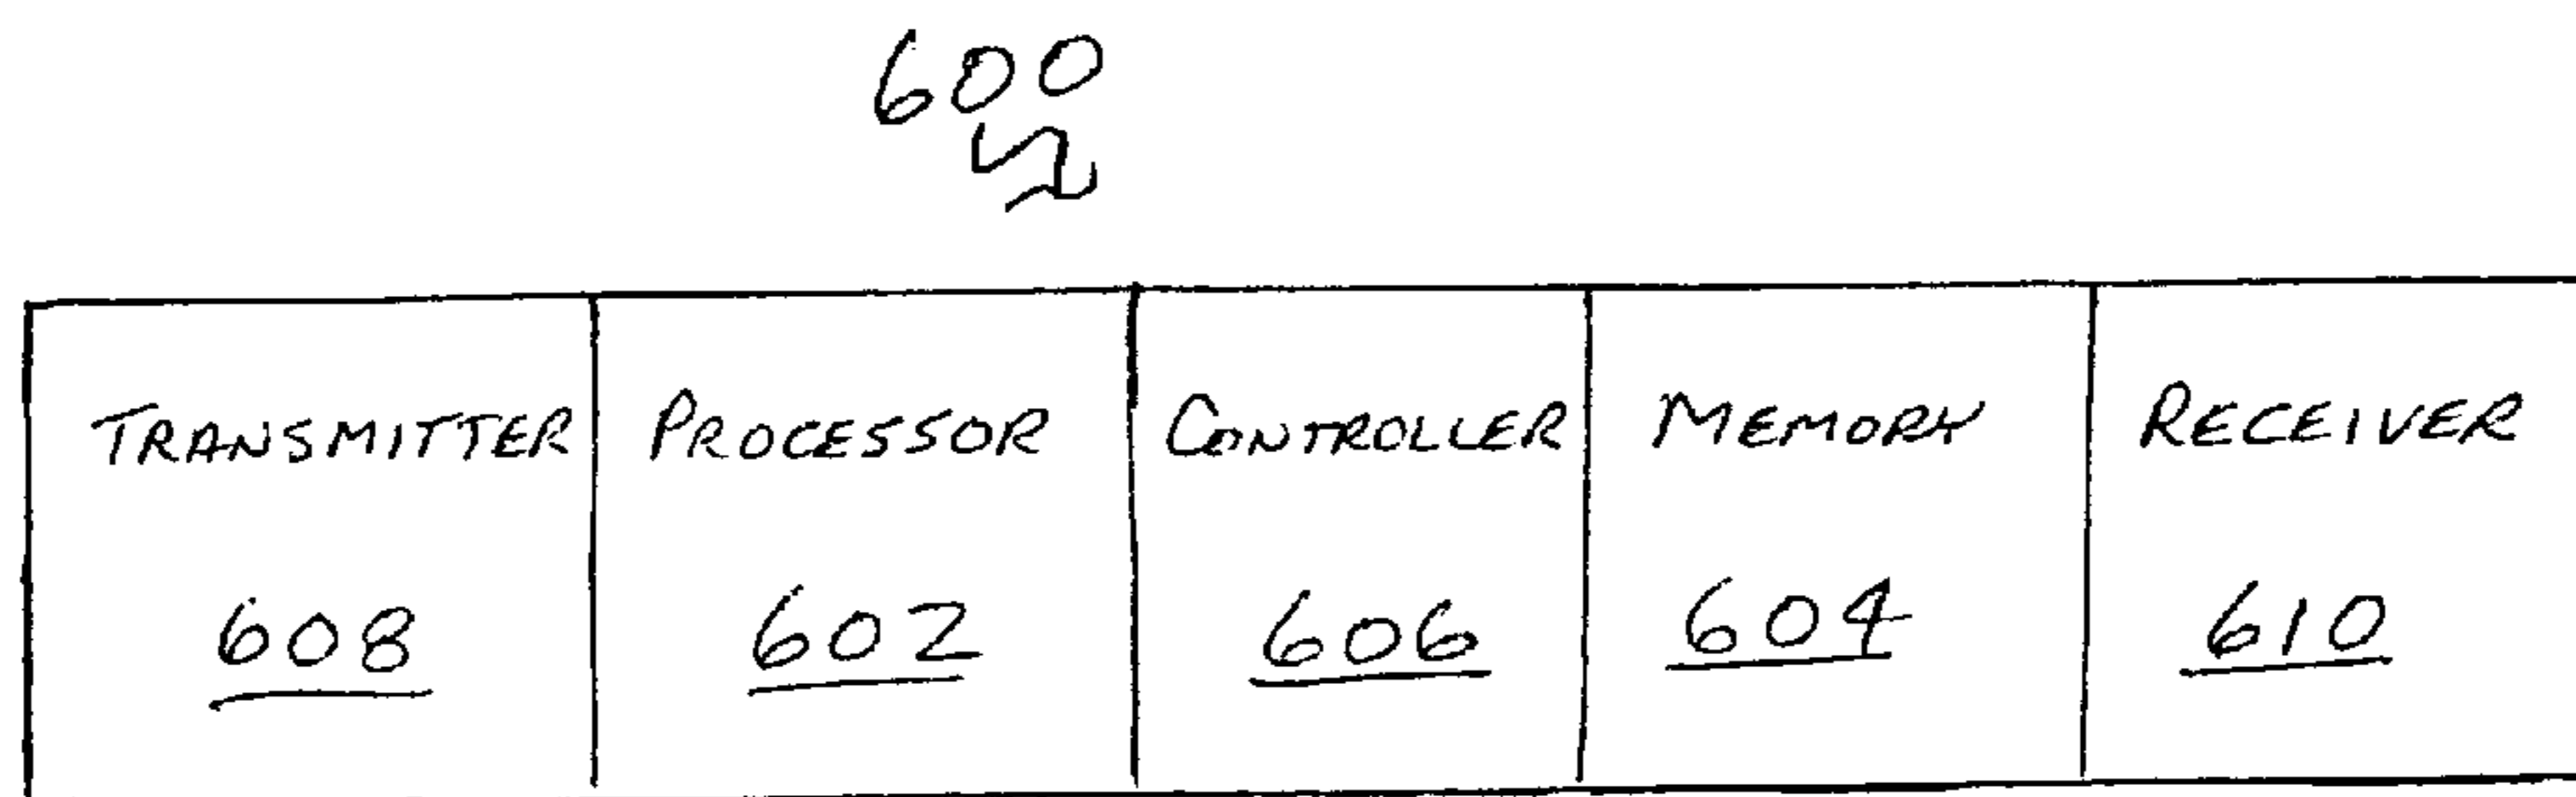 600
TRANSMITTER PROCESSOR CONTROLLER MEMORY RECEIVER
608 602 606 604 610